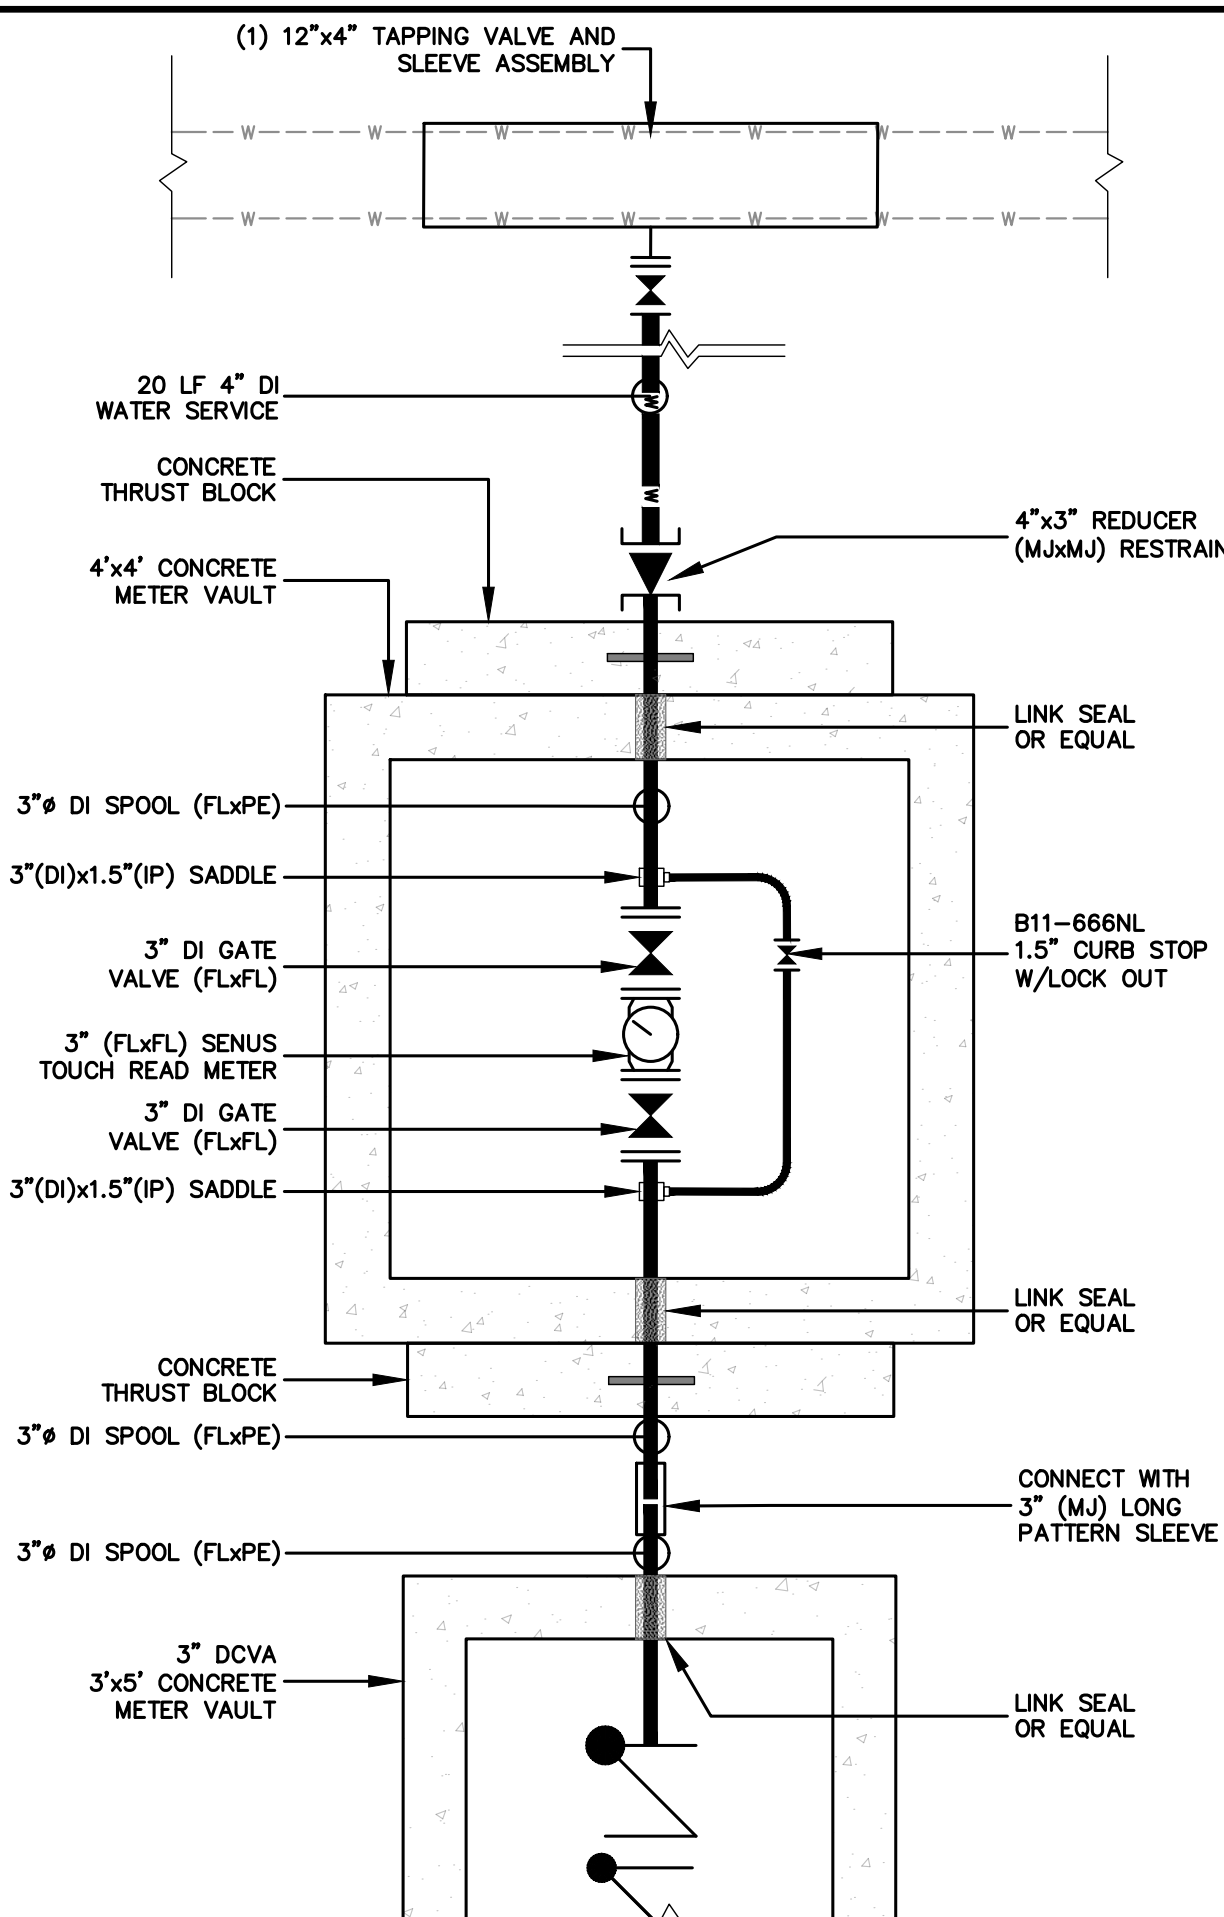 (1) 12"x4" TAPPING VALVE AND
SLEEVE ASSEMBLY
W W W W W W W
W W W W W W W
20 LF 4" DI
WATER SERVICE
W
CONCRETE
THRUST BLOCK
W
4"x3" REDUCER
(MJxMJ) RESTRAIN
4'x4' CONCRETE
METER VAULT
LINK SEAL
OR EQUAL
3"ø DI SPOOL (FLxPE)
3"(DI)x1.5"(IP) SADDLE
B11-666NL
1.5" CURB STOP
W/LOCK OUT
3" DI GATE
VALVE (FLxFL)
3" (FLxFL) SENUS
TOUCH READ METER
3" DI GATE
VALVE (FLxFL)
3"(DI)x1.5"(IP) SADDLE
LINK SEAL
OR EQUAL
CONCRETE
THRUST BLOCK
3"ø DI SPOOL (FLxPE)
CONNECT WITH
3" (MJ) LONG
PATTERN SLEEVE
3"ø DI SPOOL (FLxPE)
3" DCVA
3'x5' CONCRETE
METER VAULT
LINK SEAL
OR EQUAL